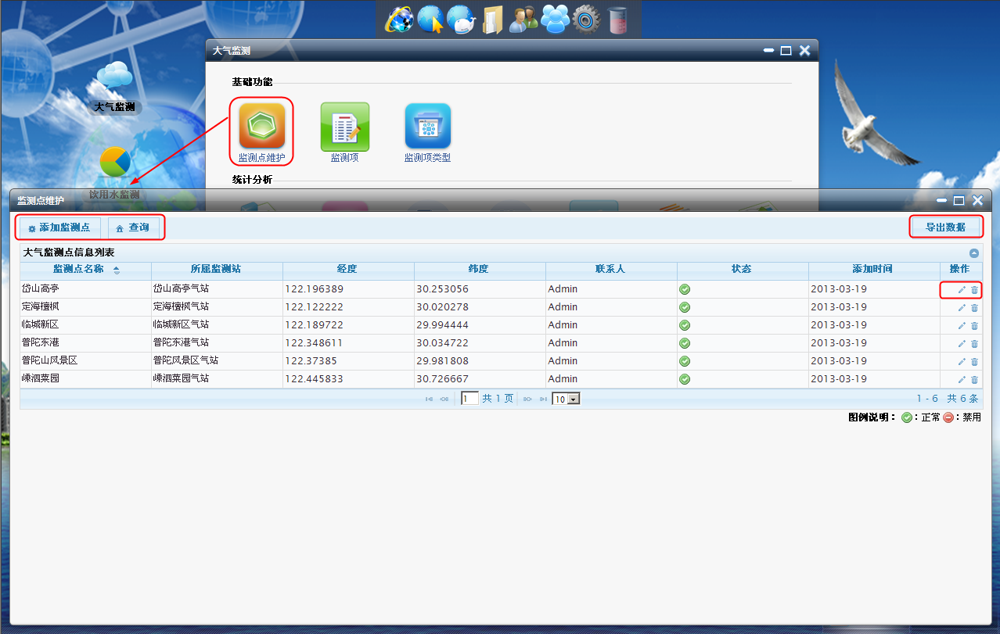 大气监测
基础功能
大气监测
监测点维护 监测项 监测项类型
统计分析
饮用水监测
监测点维护
添加监测点 查询 导出数据
大气监测点信息列表
监测点名称 所属监测站 经度 纬度 联系人 状态 添加时间 操作
岱山高亭 岱山高亭气站 122.196389 30.253056 Admin 2013-03-19
定海檀枫 定海檀枫气站 122.122222 30.020278 Admin 2013-03-19
临城新区 临城新区气站 122.189722 29.994444 Admin 2013-03-19
普陀东港 普陀东港气站 122.348611 30.034722 Admin 2013-03-19
普陀山风景区 普陀风景区气站 122.37385 29.981808 Admin 2013-03-19
嵊泗菜园 嵊泗菜园气站 122.445833 30.726667 Admin 2013-03-19
1 共 1 页 10 1 - 6 共 6 条
图例说明：：正常：禁用